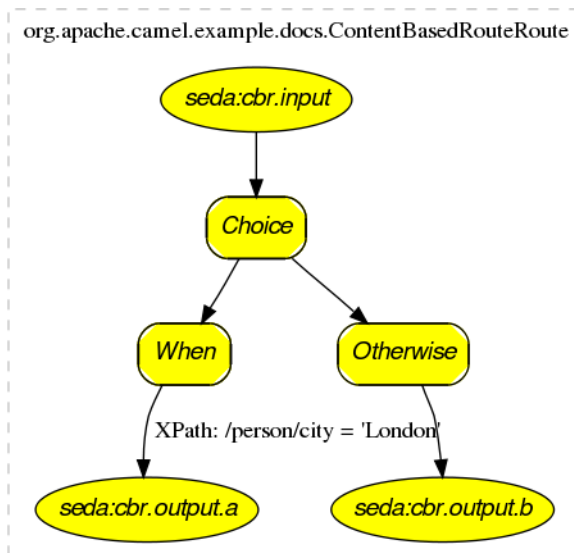 org.apache.camel.example.docs.ContentBasedRouteRoute
seda:cbr.input
Choice
When
Otherwise
XPath: /person/city = 'London'
seda:cbr.output.a
seda:cbr.output.b